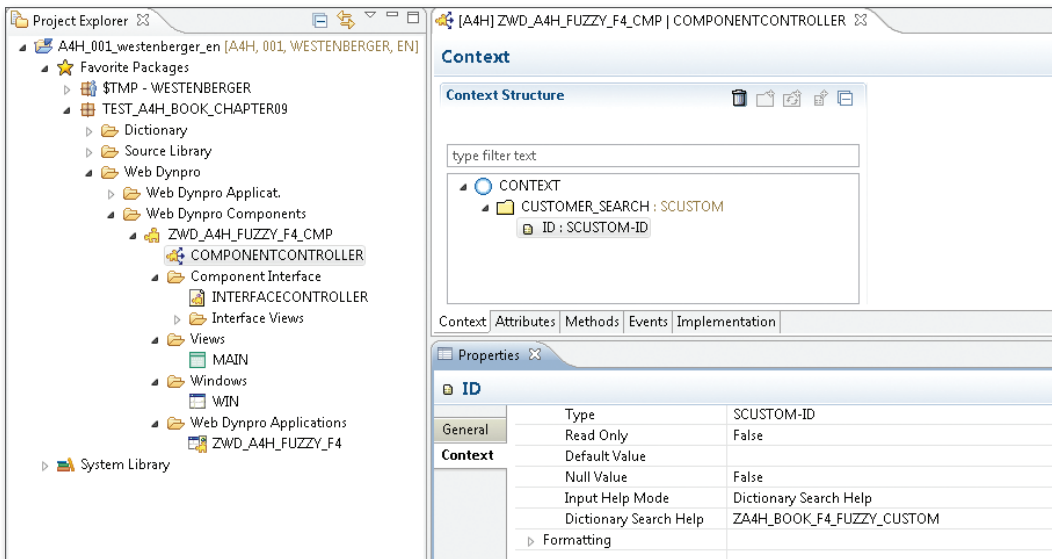 Project Explorer
A4H_001_westenberger_en [A4H, 001, WESTENBERGER, EN]
Favorite Packages
$TMP - WESTENBERGER
TEST_A4H_BOOK_CHAPTER09
Dictionary
Source Library
Web Dynpro
Web Dynpro Applicat.
Web Dynpro Components
ZWD_A4H_FUZZY_F4_CMP
COMPONENTCONTROLLER
Component Interface
INTERFACECONTROLLER
Interface Views
Views
MAIN
Windows
WIN
Web Dynpro Applications
ZWD_A4H_FUZZY_F4
System Library
[A4H] ZWD_A4H_FUZZY_F4_CMP | COMPONENTCONTROLLER
Context
Context Structure
type filter text
CONTEXT
CUSTOMER_SEARCH : SCUSTOM
ID : SCUSTOM-ID
Context Attributes Methods Events Implementation
Properties
ID
General
Context
Type SCUSTOM-ID
Read Only False
Default Value
Null Value False
Input Help Mode Dictionary Search Help
Dictionary Search Help ZA4H_BOOK_F4_FUZZY_CUSTOM
Formatting